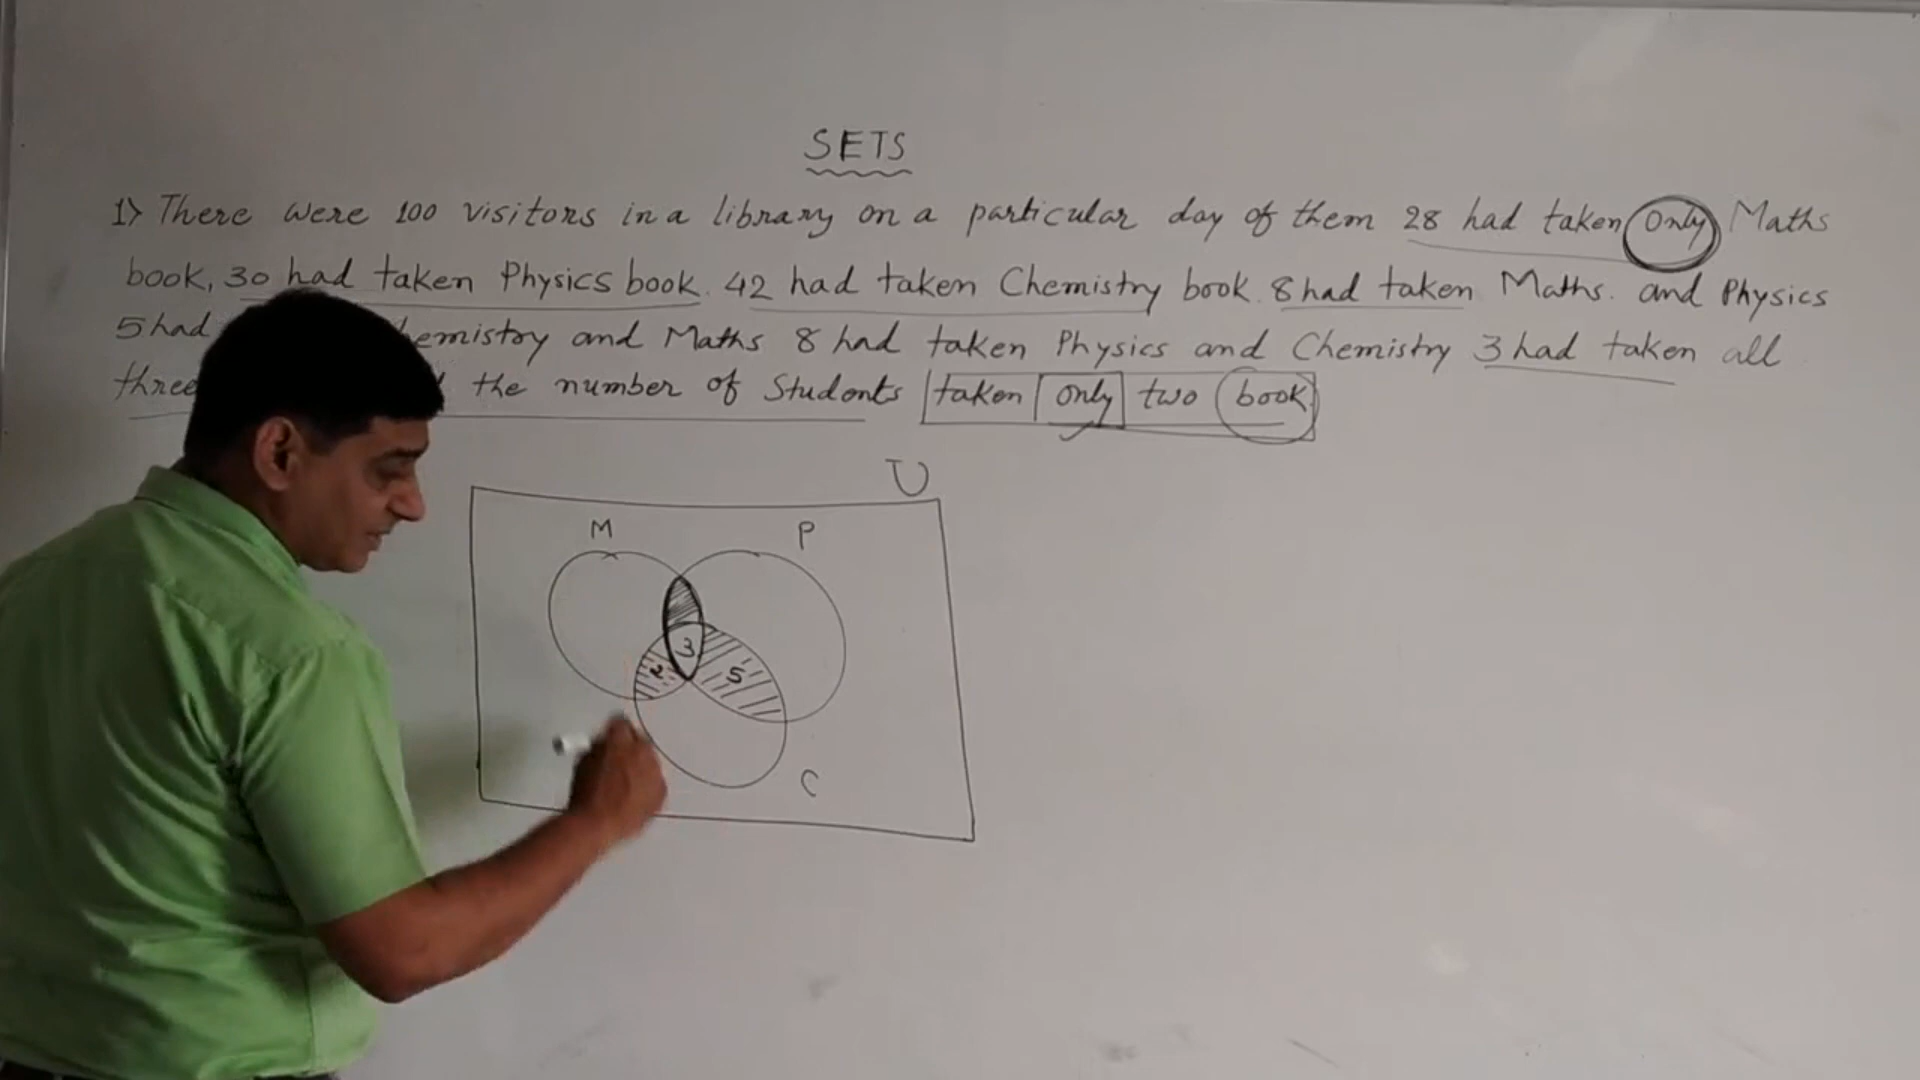 SETS
1) There were 100 visitors in a library on a particular day of them 28 had taken only Maths
book, 30 had taken Physics book. 42 had taken Chemistry book. 8 had taken Maths. and Physics
5 had emistry and Maths 8 had taken Physics and Chemistry 3 had taken all
three the number of Students taken only two book.
U
M P
3
2 5
C